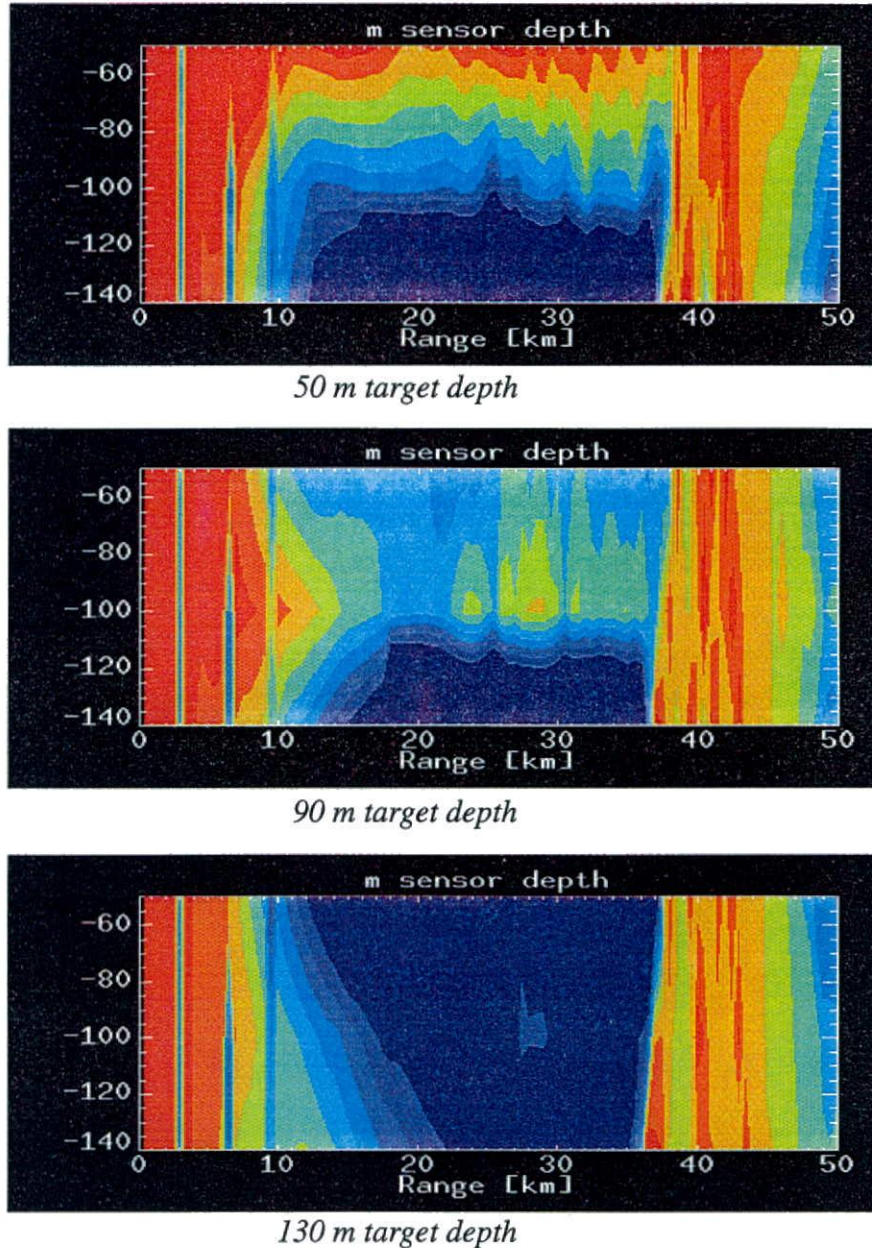 m sensor depth
-60
-80
-100
-120
-140
0 10 20 30 40 50
Range [km]
50 m target depth
m sensor depth
-60
-80
-100
-120
-140
0 10 20 30 40 50
Range [km]
90 m target depth
m sensor depth
-60
-80
-100
-120
-140
0 10 20 30 40 50
Range [km]
130 m target depth